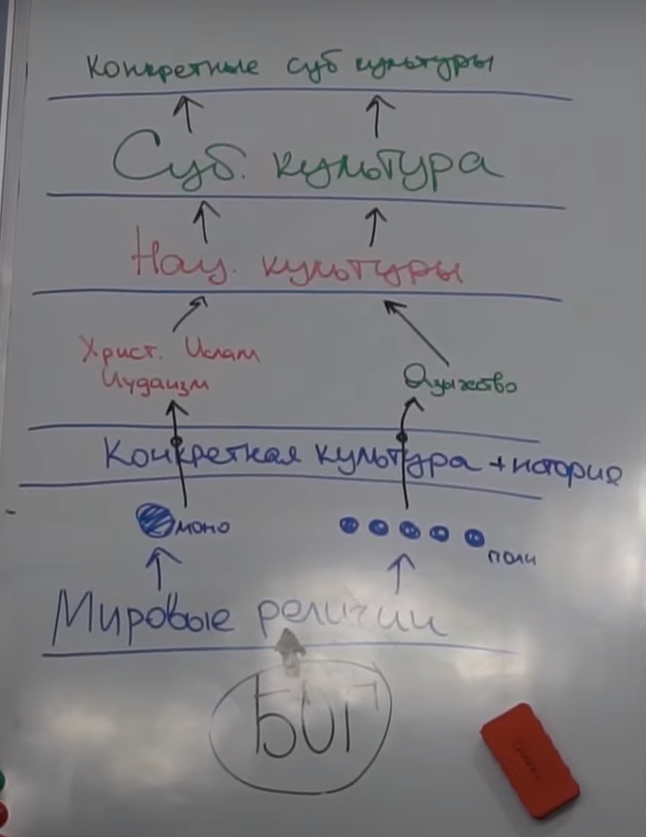 Конкретные суб культуры
Суб. культура
Нац. культуры
Христ. Ислам
Иудаизм
Язычество
Конкретная культура + история
моно
поли
Мировые религии
БОГ